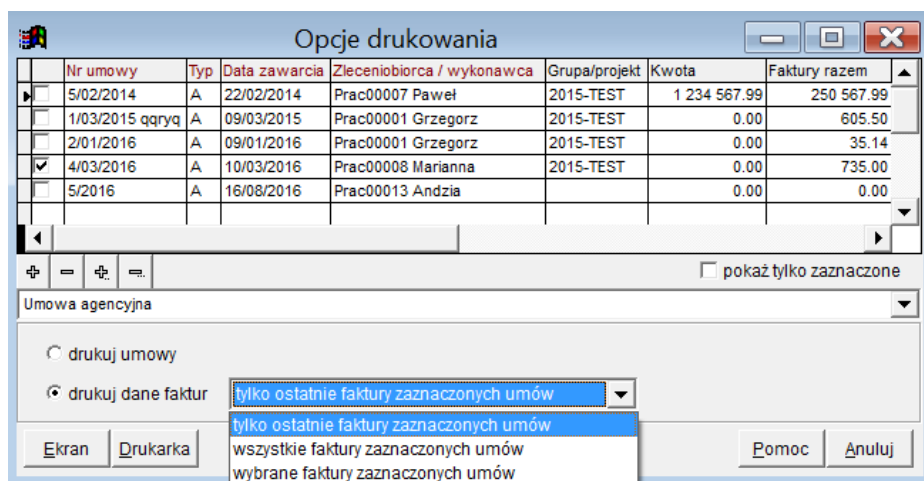 Opcje drukowania
Nr umowy Typ Data zawarcia Zleceniobiorca / wykonawca Grupa/projekt Kwota Faktury razem
5/02/2014 A 22/02/2014 Prac00007 Paweł 2015-TEST 1 234 567.99 250 567.99
1/03/2015 qqryq A 09/03/2015 Prac00001 Grzegorz 2015-TEST 0.00 605.50
2/01/2016 A 09/01/2016 Prac00001 Grzegorz 2015-TEST 0.00 35.14
4/03/2016 A 10/03/2016 Prac00008 Marianna 2015-TEST 0.00 735.00
5/2016 A 16/08/2016 Prac00013 Andzia 0.00 0.00
pokaż tylko zaznaczone
Umowa agencyjna
drukuj umowy
drukuj dane faktur tylko ostatnie faktury zaznaczonych umów
tylko ostatnie faktury zaznaczonych umów
wszystkie faktury zaznaczonych umów
wybrane faktury zaznaczonych umów
Ekran Drukarka Pomoc Anuluj